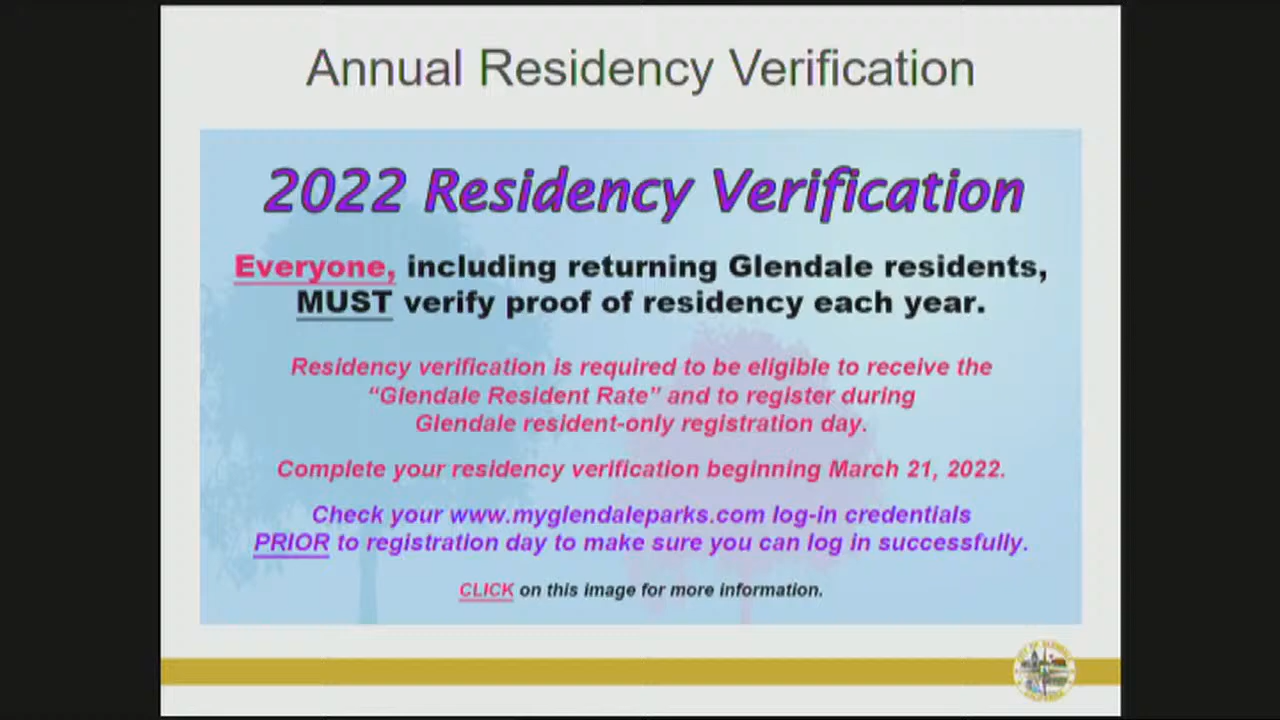 Annual Residency Verification
2022 Residency Verification
Everyone, including returning Glendale residents,
MUST verify proof of residency each year.
Residency verification is required to be eligible to receive the
“Glendale Resident Rate” and to register during
Glendale resident-only registration day.
Complete your residency verification beginning March 21, 2022.
Check your www.myglendaleparks.com log-in credentials
PRIOR to registration day to make sure you can log in successfully.
CLICK on this image for more information.